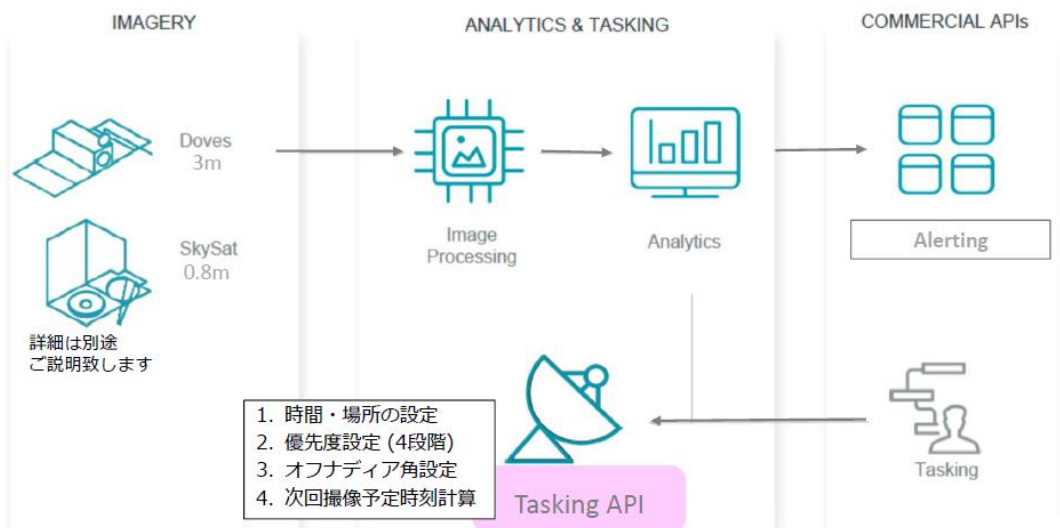 IMAGERY
ANALYTICS & TASKING
COMMERCIAL APIs
Doves
3m
SkySat
0.8m
詳細は別途
ご説明致します
Image
Processing
Analytics
Alerting
1. 時間・場所の設定
2. 優先度設定 (4段階)
3. オフナディア角設定
4. 次回撮像予定時刻計算
Tasking API
Tasking